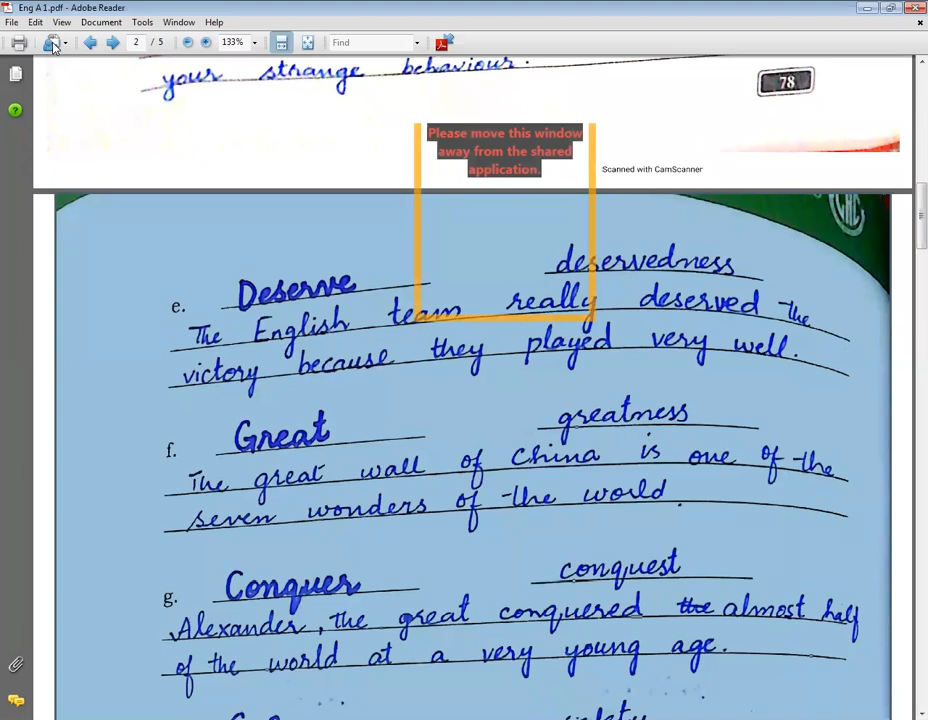 Eng A 1.pdf - Adobe Reader
File Edit View Document Tools Window Help
2 / 5 133% Find
your strange behaviour.
78
Please move this window
away from the shared
application.
Scanned with CamScanner
CHC
e. Deserve deservedness
The English team really deserved the
victory because they played very well.
f. Great greatness
The great wall of China is one of the
seven wonders of the world.
g. Conquer conquest
Alexander, the great conquered the almost half
of the world at a very young age.